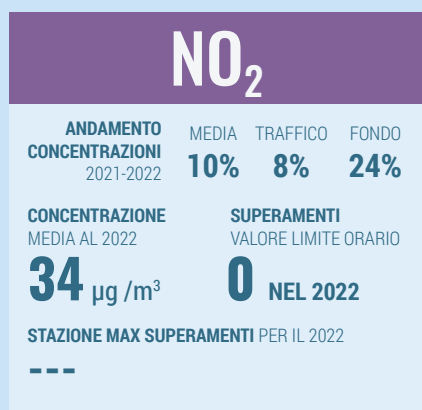 NO₂
ANDAMENTO CONCENTRAZIONI 2021-2022
MEDIA TRAFFICO FONDO
10% 8% 24%
CONCENTRAZIONE
MEDIA AL 2022
34 µg /m³
SUPERAMENTI
VALORE LIMITE ORARIO
0 NEL 2022
STAZIONE MAX SUPERAMENTI PER IL 2022
---